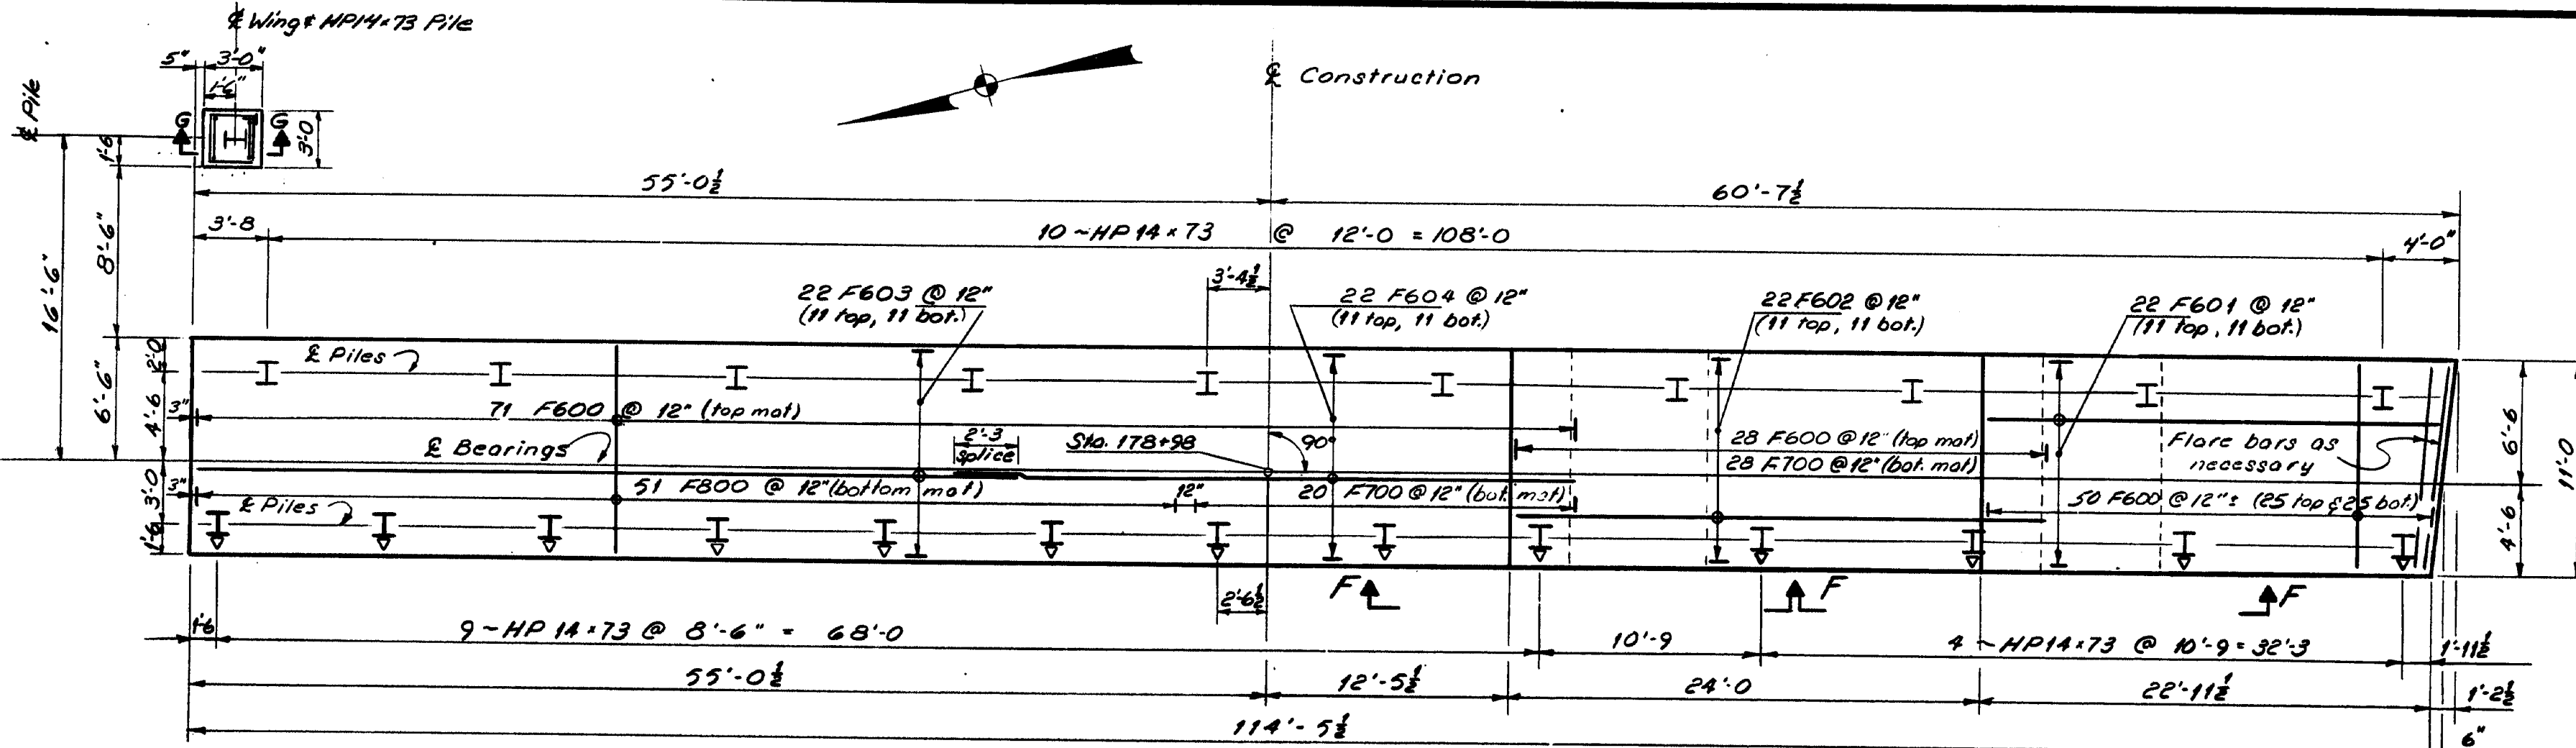 ℄ Wing & HP14×73 Pile
5" 3'-0"
1'-6"
℄ Pile
G G
1'-6
3'-0"
℄ Construction
55'-0½ 60'-7½
3'-8 10 ~ HP 14 × 73 @ 12'-0 = 108'-0 4'-0"
8'-6"
16'-6"
3'-4½
22 F603 @ 12"
(11 top, 11 bot.)
22 F604 @ 12"
(11 top, 11 bot.)
22 F602 @ 12"
(11 top, 11 bot.)
22 F601 @ 12"
(11 top, 11 bot.)
2'-0
℄ Piles
6'-6"
4'-6
3" 71 F600 @ 12" (top mat)
℄ Bearings
2'-3
splice
Sta. 178+98
90°
28 F600 @ 12" (top mat)
28 F700 @ 12" (bot. mat)
Flare bars as
necessary
6'-6
11'-0
3'-0
3" 51 F800 @ 12" (bottom mat) 12" 20 F700 @ 12" (bot. mat)
50 F600 @ 12"± (25 top & 25 bot)
℄ Piles
1'-6
4'-6
F F F
2'-6½
1'-6 9 ~ HP 14 × 73 @ 8'-6" = 68'-0 10'-9 4 ~ HP14×73 @ 10'-9 = 32'-3 1'-11½
55'-0½ 12'-5½ 24'-0 22'-11½ 1'-2½
114'-5½ 6"